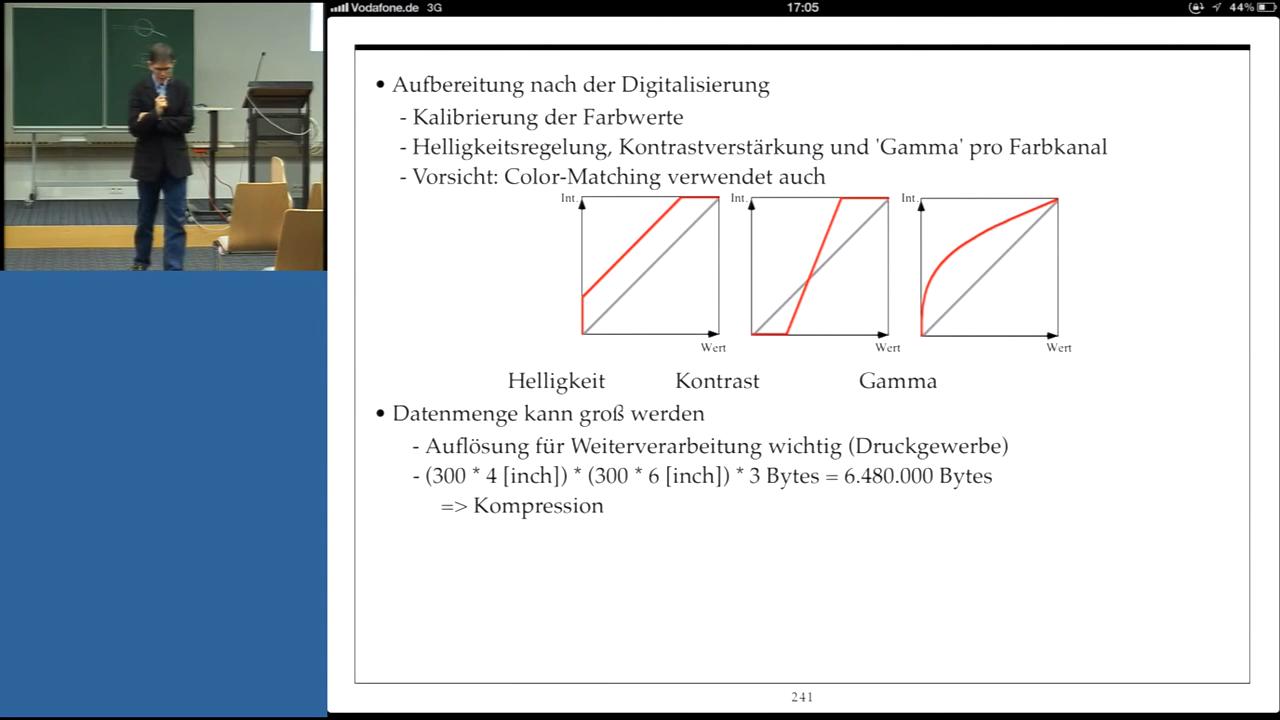 Vodafone.de 3G 17:05 44%
• Aufbereitung nach der Digitalisierung
- Kalibrierung der Farbwerte
- Helligkeitsregelung, Kontrastverstärkung und 'Gamma' pro Farbkanal
- Vorsicht: Color-Matching verwendet auch
Int. Int. Int.
Wert Wert Wert
Helligkeit Kontrast Gamma
• Datenmenge kann groß werden
- Auflösung für Weiterverarbeitung wichtig (Druckgewerbe)
- (300 * 4 [inch]) * (300 * 6 [inch]) * 3 Bytes = 6.480.000 Bytes
=> Kompression
241